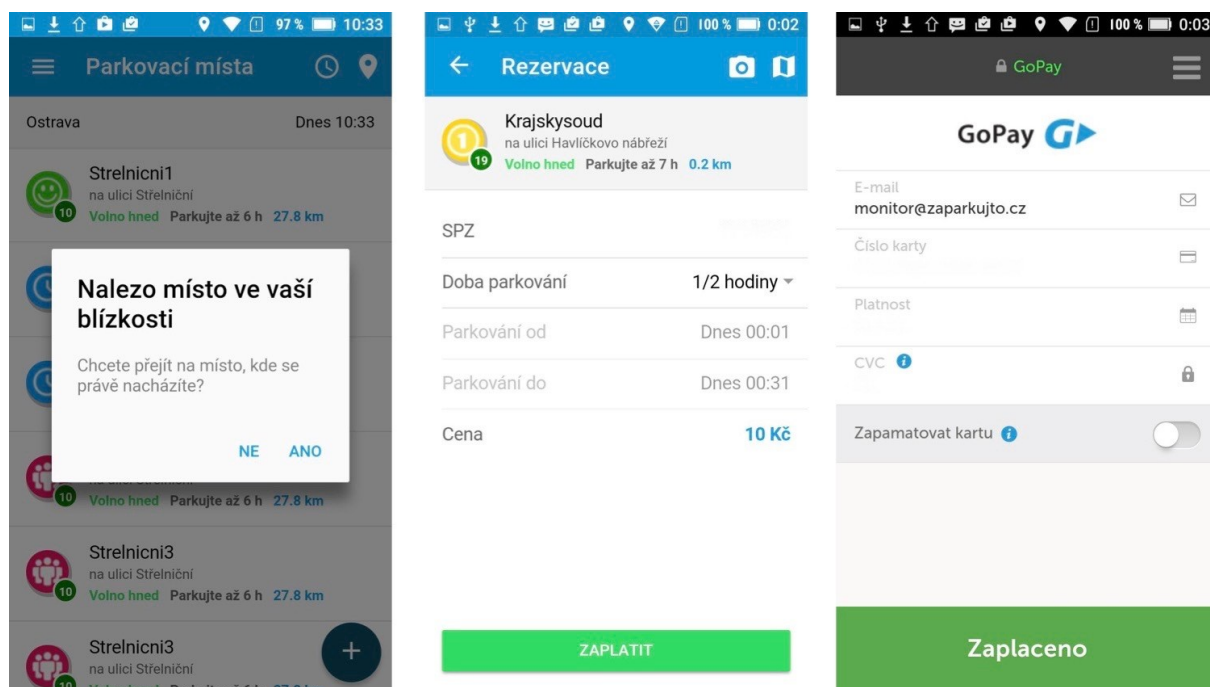 97 % 10:33
Parkovací místa
Ostrava Dnes 10:33
Strelnicni1
na ulici Střelniční
10 Volno hned Parkujte až 6 h 27.8 km
Nalezo místo ve vaší
blízkosti
Chcete přejít na místo, kde se
právě nacházíte?
NE ANO
10 Volno hned Parkujte až 6 h 27.8 km
Strelnicni3
na ulici Střelniční
10 Volno hned Parkujte až 6 h 27.8 km
Strelnicni3
na ulici Střelniční
10
+
100 % 0:02
Rezervace
Krajskysoud
na ulici Havlíčkovo nábřeží
1 19 Volno hned Parkujte až 7 h 0.2 km
SPZ
Doba parkování 1/2 hodiny
Parkování od Dnes 00:01
Parkování do Dnes 00:31
Cena 10 Kč
ZAPLATIT
100 % 0:03
GoPay
GoPay
E-mail
monitor@zaparkujto.cz
Číslo karty
Platnost
CVC
Zapamatovat kartu
Zaplaceno